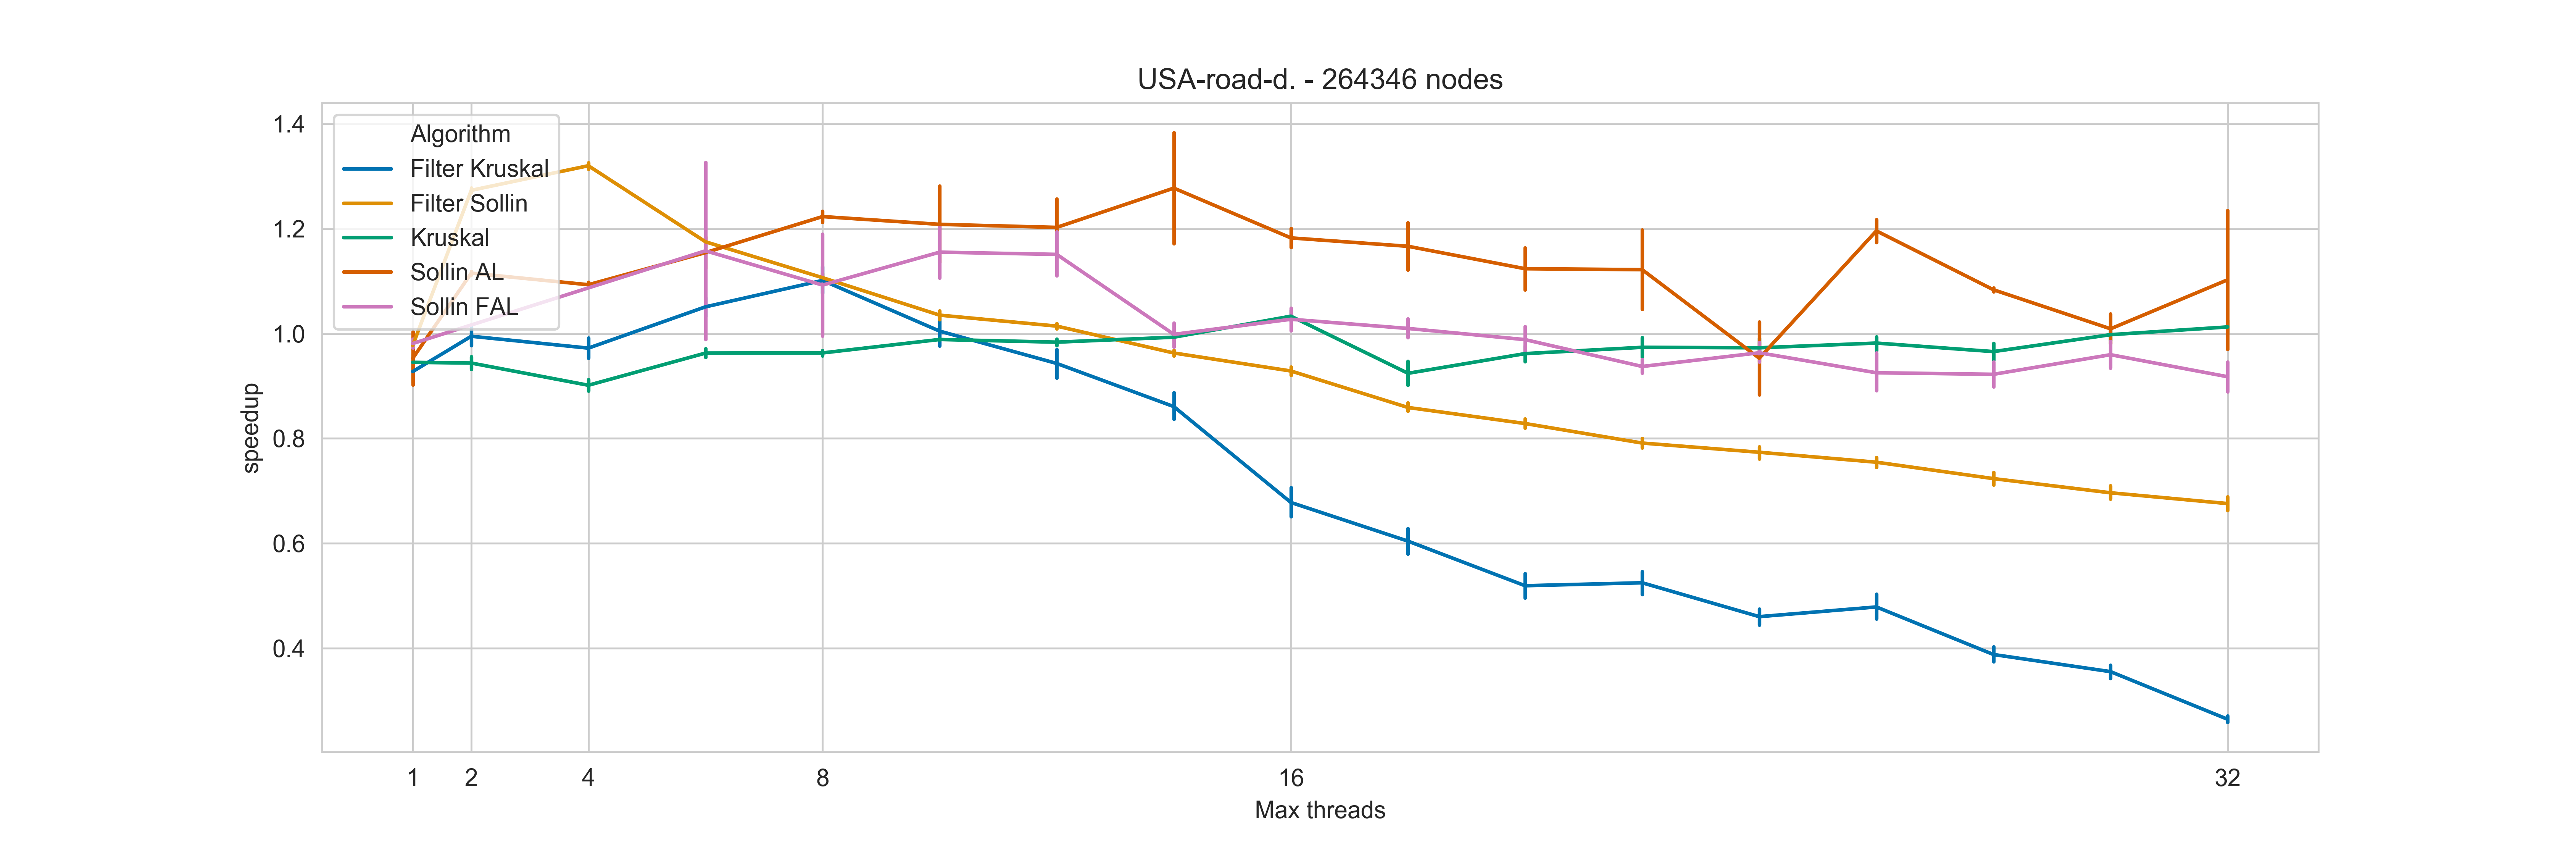 USA-road-d. - 264346 nodes
1.4
1.2
1.0
0.8
0.6
0.4
speedup
Algorithm
Filter Kruskal
Filter Sollin
Kruskal
Sollin AL
Sollin FAL
1 2 4 8 16 32
Max threads